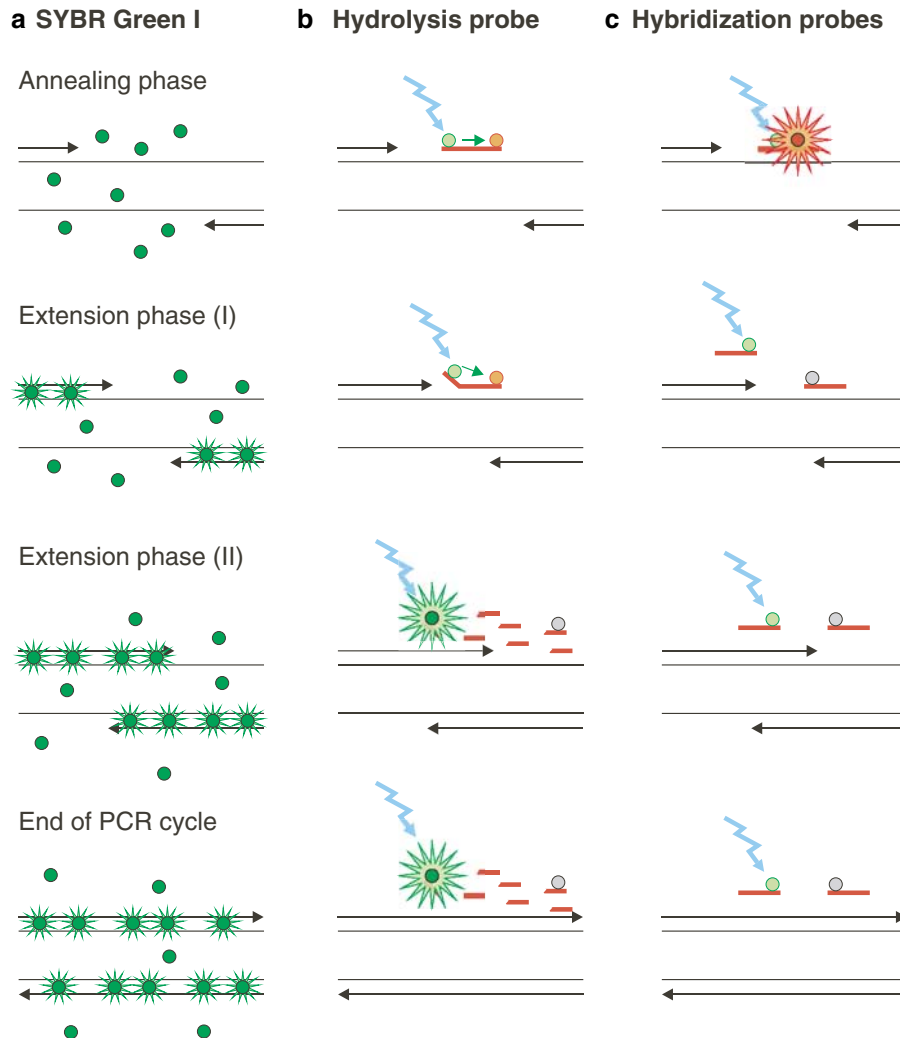 a SYBR Green I
b Hydrolysis probe
c Hybridization probes
Annealing phase
Extension phase (I)
Extension phase (II)
End of PCR cycle